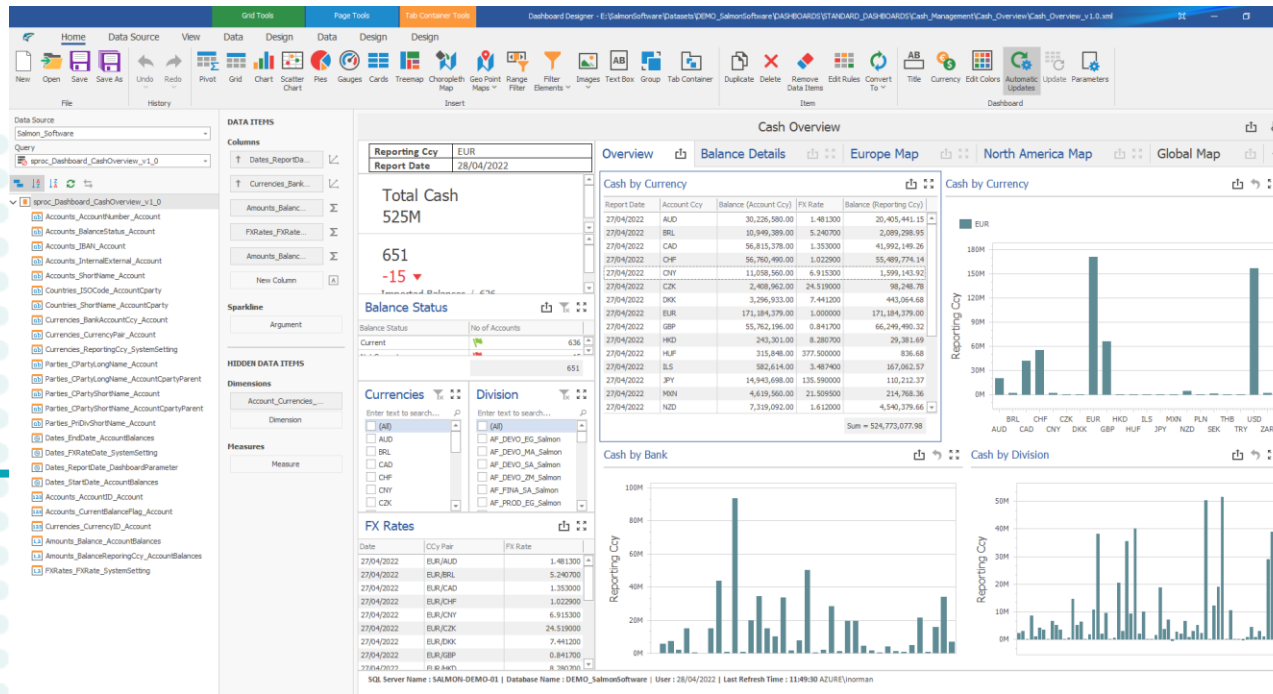 Grid Tools Page Tools Tab Container Tools Dashboard Designer - E:\SalmonSoftware\Datasets\DEMO_SalmonSoftware\DASHBOARDS\STANDARD_DASHBOARDS\Cash_Management\Cash_Overview\Cash_Overview_v1.0.xml
Home Data Source View Data Design Data Design Design
New Open Save Save As Undo Redo Pivot Grid Chart Scatter Chart Pies Gauges Cards Treemap Choropleth Map Geo Point Maps Range Filter Filter Elements Images Text Box Group Tab Container Duplicate Delete Remove Data Items Edit Rules Convert To Title Currency Edit Colors Automatic Updates Update Parameters
File History Insert Item Dashboard
Data Source
Salmon_Software
Query
sproc_Dashboard_CashOverview_v1_0
sproc_Dashboard_CashOverview_v1_0
Accounts_AccountNumber_Account
Accounts_BalanceStatus_Account
Accounts_IBAN_Account
Accounts_InternalExternal_Account
Accounts_ShortName_Account
Countries_ISOCode_AccountCparty
Countries_ShortName_AccountCparty
Currencies_BankAccountCcy_Account
Currencies_CurrencyPair_Account
Currencies_ReportingCcy_SystemSetting
Parties_CPartyLongName_Account
Parties_CPartyLongName_AccountCpartyParent
Parties_CPartyShortName_Account
Parties_CPartyShortName_AccountCpartyParent
Parties_PriDivShortName_Account
Dates_EndDate_AccountBalances
Dates_FXRateDate_SystemSetting
Dates_ReportDate_DashboardParameter
Dates_StartDate_AccountBalances
Accounts_AccountID_Account
Accounts_CurrentBalanceFlag_Account
Currencies_CurrencyID_Account
Amounts_Balance_AccountBalances
Amounts_BalanceReporingCcy_AccountBalances
FXRates_FXRate_SystemSetting
DATA ITEMS
Columns
Dates_ReportDa...
Currencies_Bank...
Amounts_Balanc...
FXRates_FXRate...
Amounts_Balanc...
New Column
Sparkline
Argument
HIDDEN DATA ITEMS
Dimensions
Account_Currencies_...
Dimension
Measures
Measure
Cash Overview
Reporting Ccy EUR
Report Date 28/04/2022
Total Cash
525M
651
-15
Imported Balances / 626
Balance Status
Balance Status No of Accounts
Current 636
651
Currencies
Enter text to search...
(All)
AUD
BRL
CAD
CHF
CNY
CZK
Division
Enter text to search...
(All)
AF_DEVO_EG_Salmon
AF_DEVO_MA_Salmon
AF_DEVO_SA_Salmon
AF_DEVO_ZM_Salmon
AF_FINA_SA_Salmon
AF_PROD_EG_Salmon
FX Rates
Date CCy Pair FX Rate
27/04/2022 EUR/AUD 1.481300
27/04/2022 EUR/BRL 5.240700
27/04/2022 EUR/CAD 1.353000
27/04/2022 EUR/CHF 1.022900
27/04/2022 EUR/CNY 6.915300
27/04/2022 EUR/CZK 24.519000
27/04/2022 EUR/DKK 7.441200
27/04/2022 EUR/GBP 0.841700
27/04/2022 EUR/HKD 8.280700
Overview Balance Details Europe Map North America Map Global Map
Cash by Currency
Report Date Account Ccy Balance (Account Ccy) FX Rate Balance (Reporting Ccy)
27/04/2022 AUD 30,226,580.00 1.481300 20,405,441.15
27/04/2022 BRL 10,949,389.00 5.240700 2,089,298.95
27/04/2022 CAD 56,815,378.00 1.353000 41,992,149.26
27/04/2022 CHF 56,760,490.00 1.022900 55,489,774.14
27/04/2022 CNY 11,058,560.00 6.915300 1,599,143.92
27/04/2022 CZK 2,408,962.00 24.519000 98,248.78
27/04/2022 DKK 3,296,933.00 7.441200 443,064.68
27/04/2022 EUR 171,184,379.00 1.000000 171,184,379.00
27/04/2022 GBP 55,762,196.00 0.841700 66,249,490.32
27/04/2022 HKD 243,301.00 8.280700 29,381.69
27/04/2022 HUF 315,848.00 377.500000 836.68
27/04/2022 ILS 582,614.00 3.487400 167,062.57
27/04/2022 JPY 14,943,698.00 135.590000 110,212.37
27/04/2022 MXN 4,619,560.00 21.509500 214,768.36
27/04/2022 NZD 7,319,092.00 1.612000 4,540,379.66
Sum = 524,773,077.98
Cash by Currency
EUR
Reporting Ccy
180M
150M
120M
90M
60M
30M
0M
BRL CHF CZK EUR HKD ILS MXN PLN THB USD
AUD CAD CNY DKK GBP HUF JPY NZD SEK TRY ZAR
Cash by Bank
Reporting Ccy
100M
80M
60M
40M
20M
0M
Cash by Division
Reporting Ccy
50M
40M
30M
20M
10M
0M
SQL Server Name : SALMON-DEMO-01 | Database Name : DEMO_SalmonSoftware | User : 28/04/2022 | Last Refresh Time : 11:49:30 AZURE\inorman